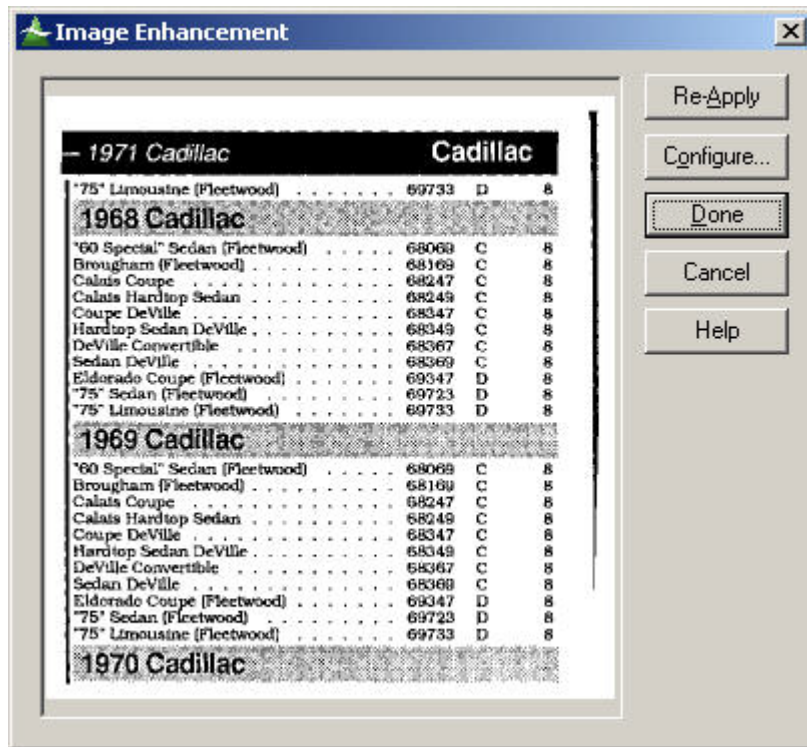 Image Enhancement
– 1971 Cadillac Cadillac
"75" Limousine (Fleetwood) . . . . . . . 69733 D 8
1968 Cadillac
"60 Special" Sedan (Fleetwood) . . . . . 68069 C 8
Brougham (Fleetwood) . . . . . . . . . 68169 C 8
Calais Coupe . . . . . . . . . . . . 68247 C 8
Calais Hardtop Sedan . . . . . . . . . 68249 C 8
Coupe DeVille . . . . . . . . . . . . 68347 C 8
Hardtop Sedan DeVille . . . . . . . . . 68349 C 8
DeVille Convertible . . . . . . . . . . 68367 C 8
Sedan DeVille . . . . . . . . . . . . 68369 C 8
Eldorado Coupe (Fleetwood) . . . . . . . 69347 D 8
"75" Sedan (Fleetwood) . . . . . . . . 69723 D 8
"75" Limousine (Fleetwood) . . . . . . . 69733 D 8
1969 Cadillac
"60 Special" Sedan (Fleetwood) . . . . . 68069 C 8
Brougham (Fleetwood) . . . . . . . . . 68169 C 8
Calais Coupe . . . . . . . . . . . . 68247 C 8
Calais Hardtop Sedan . . . . . . . . . 68249 C 8
Coupe DeVille . . . . . . . . . . . . 68347 C 8
Hardtop Sedan DeVille . . . . . . . . . 68349 C 8
DeVille Convertible . . . . . . . . . . 68367 C 8
Sedan DeVille . . . . . . . . . . . . 68369 C 8
Eldorado Coupe (Fleetwood) . . . . . . . 69347 D 8
"75" Sedan (Fleetwood) . . . . . . . . 69723 D 8
"75" Limousine (Fleetwood) . . . . . . . 69733 D 8
1970 Cadillac
Re-Apply
Configure...
Done
Cancel
Help